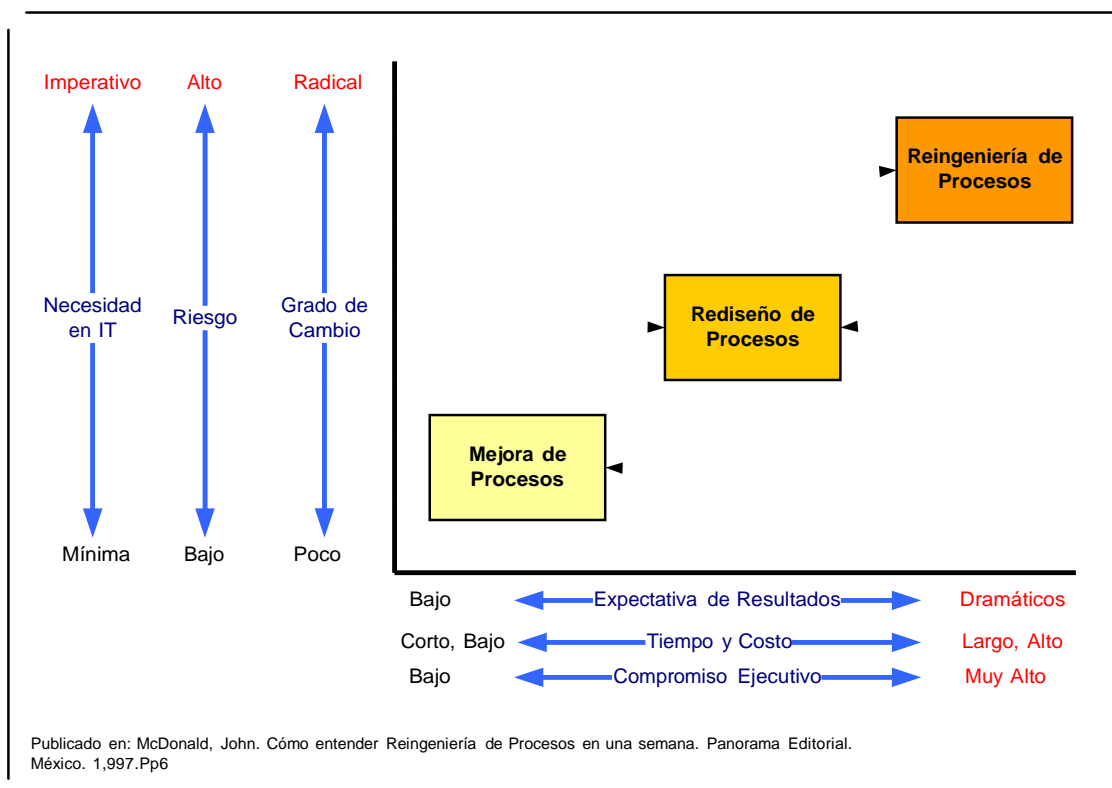 Imperativo
Alto
Radical
Reingeniería de
Procesos
Necesidad
en IT
Riesgo
Grado de
Cambio
Rediseño de
Procesos
Mejora de
Procesos
Mínima
Bajo
Poco
Bajo
Expectativa de Resultados
Dramáticos
Corto, Bajo
Tiempo y Costo
Largo, Alto
Bajo
Compromiso Ejecutivo
Muy Alto
Publicado en: McDonald, John. Cómo entender Reingeniería de Procesos en una semana. Panorama Editorial.
México. 1,997.Pp6